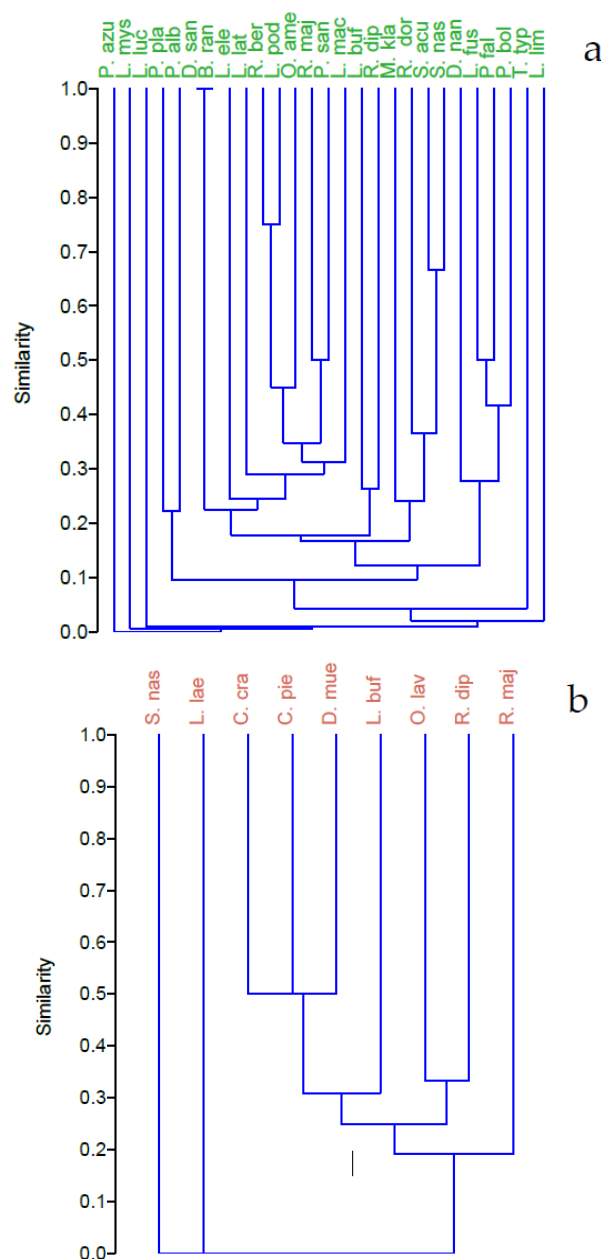 a
P. azu
L. mys
L. luc
P. pla
P. alb
D. san
B. ran
L. ele
L. lat
R. ber
L. pod
O. ame
R. maj
P. san
L. mac
L. buf
R. dip
M. kla
R. dor
S. acu
S. nas
D. nan
L. fus
P. fal
P. bol
T. typ
L. lim
1.0
0.9
0.8
0.7
0.6
0.5
0.4
0.3
0.2
0.1
0.0
Similarity
b
S. nas
L. lae
C. cra
C. pie
D. mue
L. buf
O. lav
R. dip
R. maj
1.0
0.9
0.8
0.7
0.6
0.5
0.4
0.3
0.2
0.1
0.0
Similarity